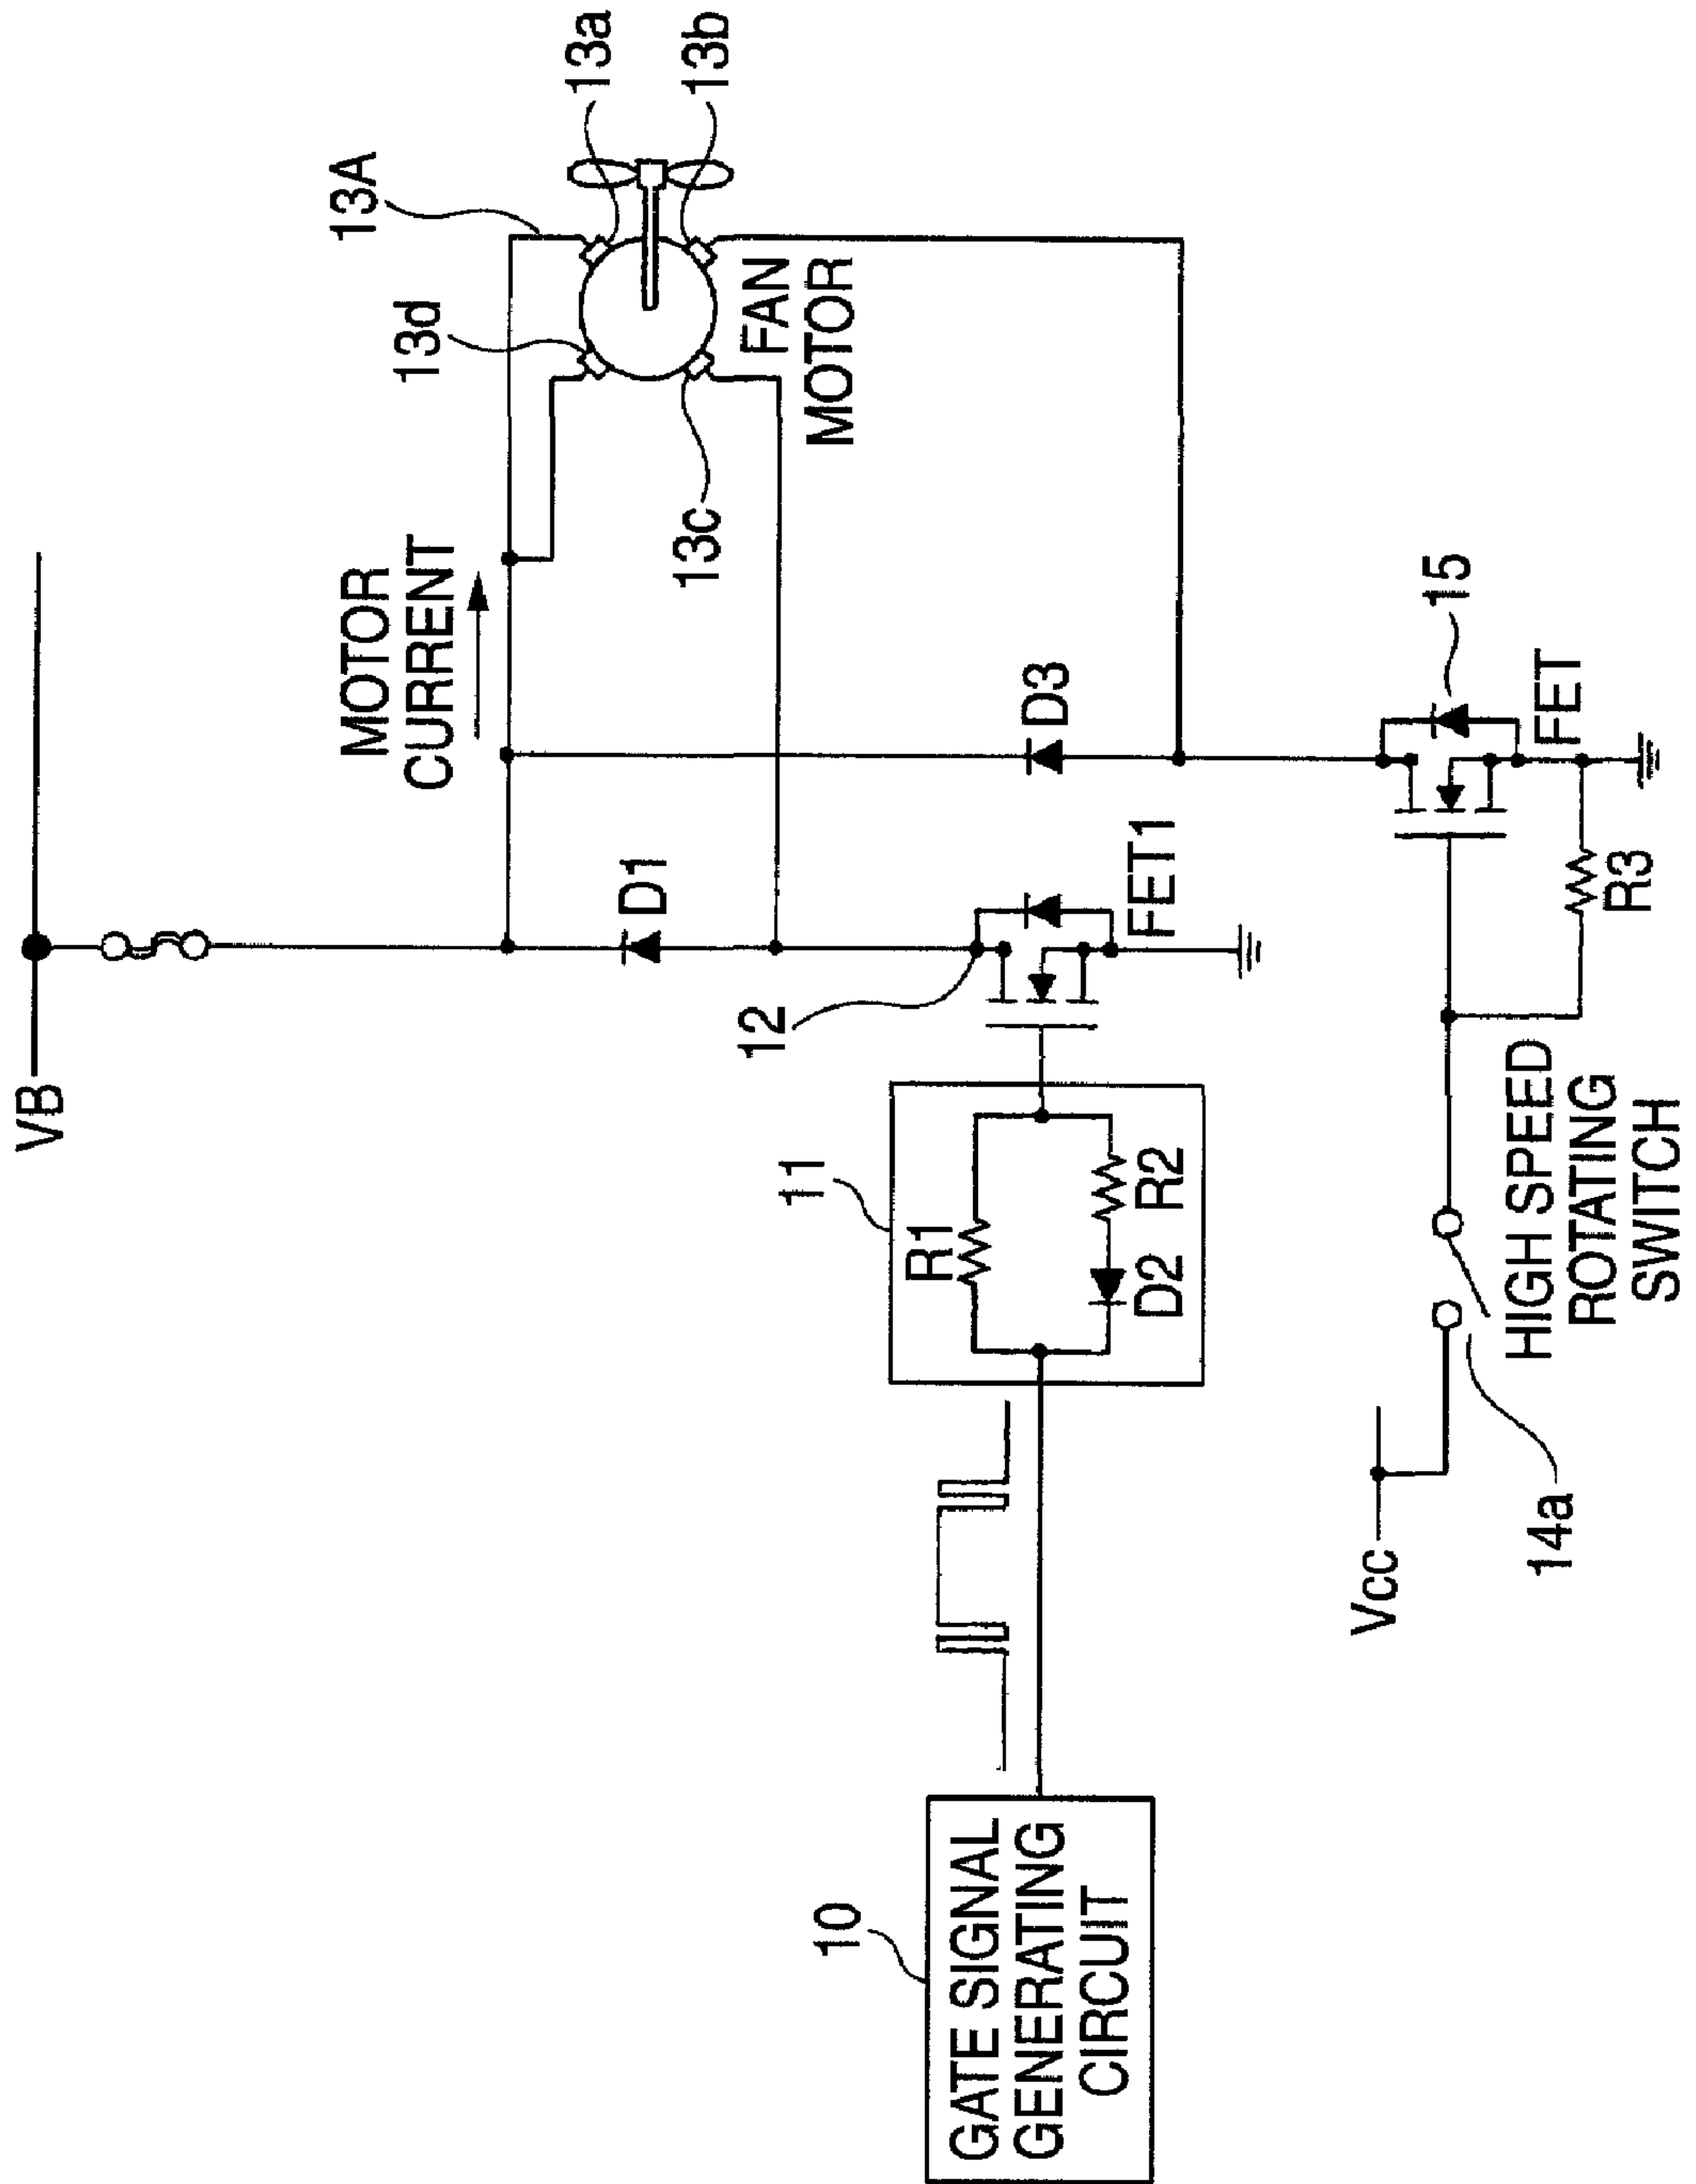 VB
MOTOR
CURRENT
13A
13a
13b
13d
13c
FAN
MOTOR
D1
D3
12
FET1
15
FET
R3
11
R1
D2
R2
10
GATE SIGNAL
GENERATING
CIRCUIT
Vcc
14a
HIGH SPEED
ROTATING
SWITCH